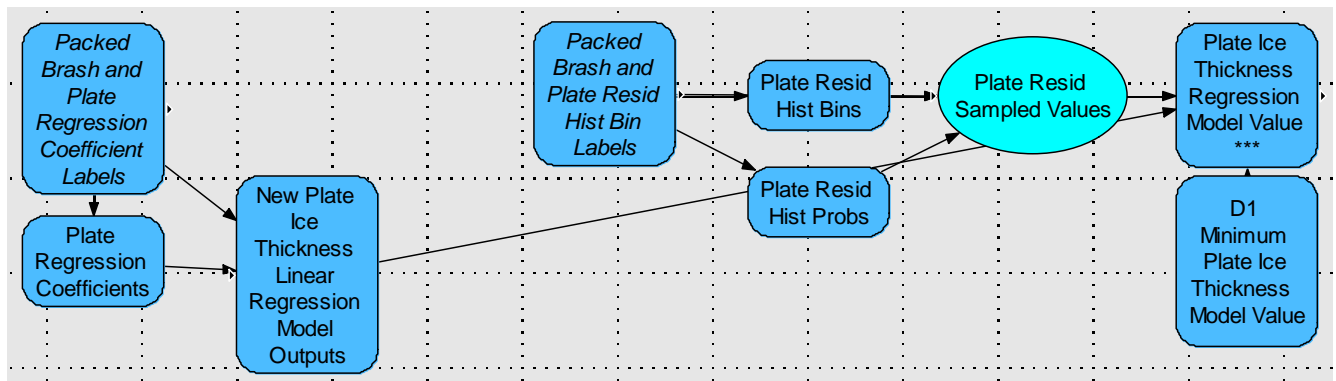 Packed
Brash and
Plate
Regression
Coefficient
Labels
Plate
Regression
Coefficients
New Plate
Ice
Thickness
Linear
Regression
Model
Outputs
Packed
Brash and
Plate Resid
Hist Bin
Labels
Plate Resid
Hist Bins
Plate Resid
Hist Probs
Plate Resid
Sampled Values
Plate Ice
Thickness
Regression
Model Value
***
D1
Minimum
Plate Ice
Thickness
Model Value